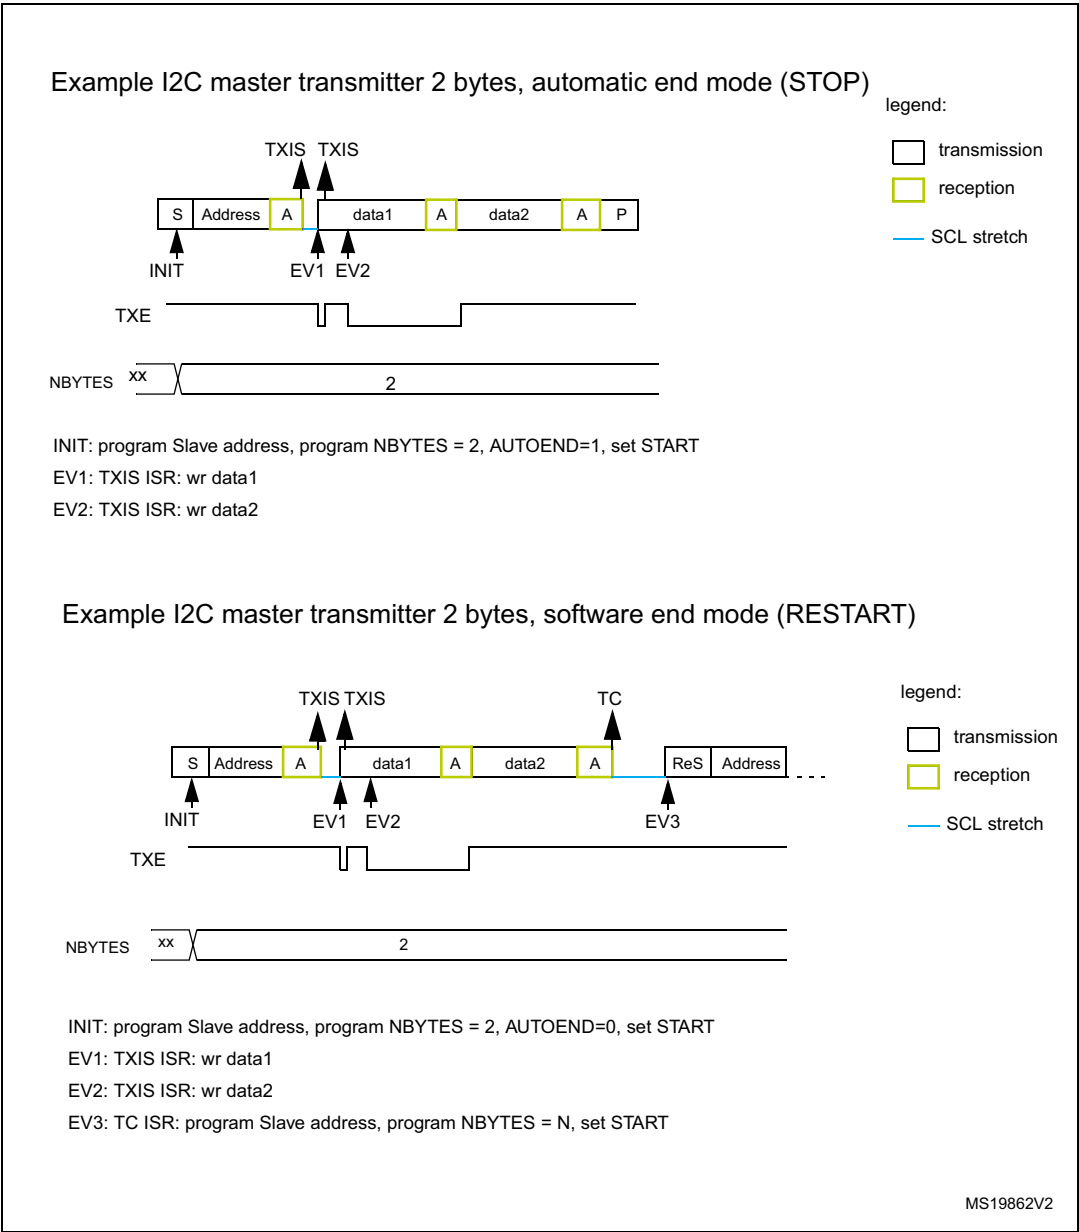 Example I2C master transmitter 2 bytes, automatic end mode (STOP)
legend:
transmission
reception
SCL stretch
TXIS TXIS
S Address A data1 A data2 A P
INIT EV1 EV2
TXE
NBYTES xx 2
INIT: program Slave address, program NBYTES = 2, AUTOEND=1, set START
EV1: TXIS ISR: wr data1
EV2: TXIS ISR: wr data2
Example I2C master transmitter 2 bytes, software end mode (RESTART)
legend:
transmission
reception
SCL stretch
TXIS TXIS TC
S Address A data1 A data2 A ReS Address
INIT EV1 EV2 EV3
TXE
NBYTES xx 2
INIT: program Slave address, program NBYTES = 2, AUTOEND=0, set START
EV1: TXIS ISR: wr data1
EV2: TXIS ISR: wr data2
EV3: TC ISR: program Slave address, program NBYTES = N, set START
MS19862V2